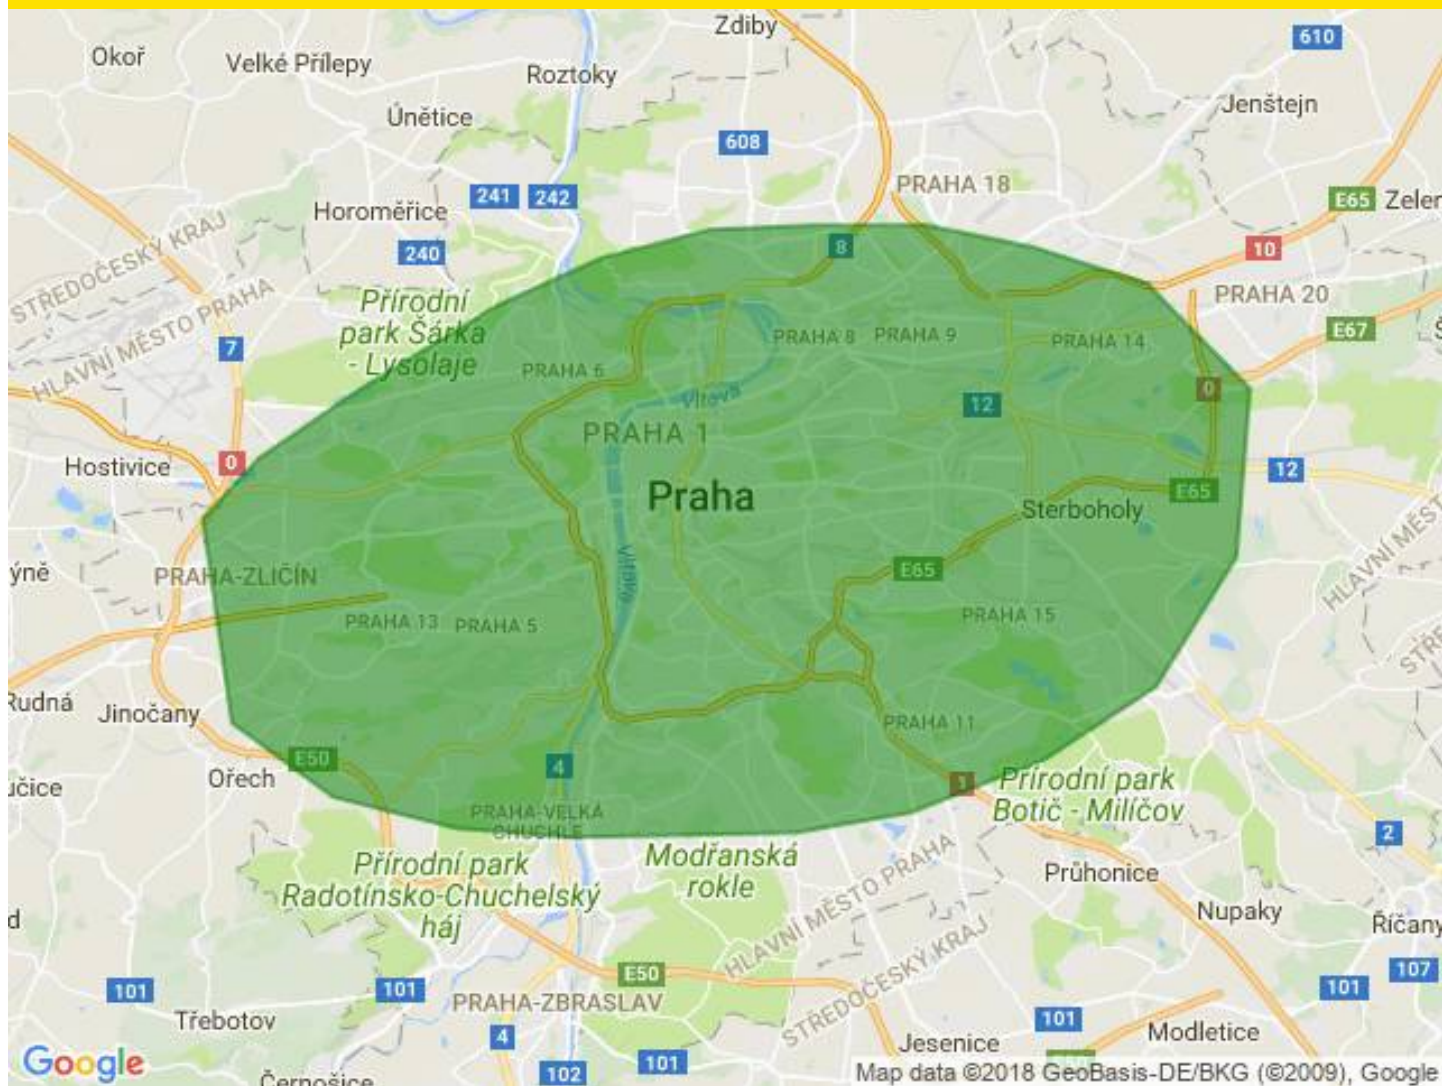 Zdiby
610
Okoř
Velké Přílepy
Roztoky
Jenštejn
Únětice
608
PRAHA 18
241
242
E65
Zeler
Horoměřice
STŘEDOČESKÝ KRAJ
240
8
10
HLAVNÍ MĚSTO PRAHA
Přírodní
park Šárka
- Lysolaje
PRAHA 20
E67
7
PRAHA 8
PRAHA 9
PRAHA 14
PRAHA 6
0
Vltava
12
PRAHA 1
Hostivice
0
12
Praha
E65
Sterboholy
HLAVNÍ MĚST
Vltava
E65
ýně
PRAHA-ZLIČÍN
PRAHA 13
PRAHA 5
PRAHA 15
STŘE
Rudná
Jinočany
PRAHA 11
E50
4
Ořech
1
Přírodní park
Botič - Milíčov
učice
PRAHA-VELKÁ
CHUCHLE
2
Přírodní park
Radotínsko-Chuchelský
háj
Modřanská
rokle
HLAVNÍ MĚSTO PRAHA
Průhonice
Nupaky
Říčany
d
STŘEDOČESKÝ KRAJ
E50
107
101
101
101
PRAHA-ZBRASLAV
Třebotov
101
4
Modletice
Jesenice
101
102
Google
Černošice
Map data ©2018 GeoBasis-DE/BKG (©2009), Google